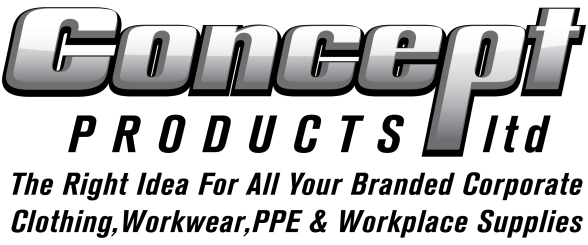 Concept
PRODUCTS ltd
The Right Idea For All Your Branded Corporate
Clothing,Workwear,PPE & Workplace Supplies